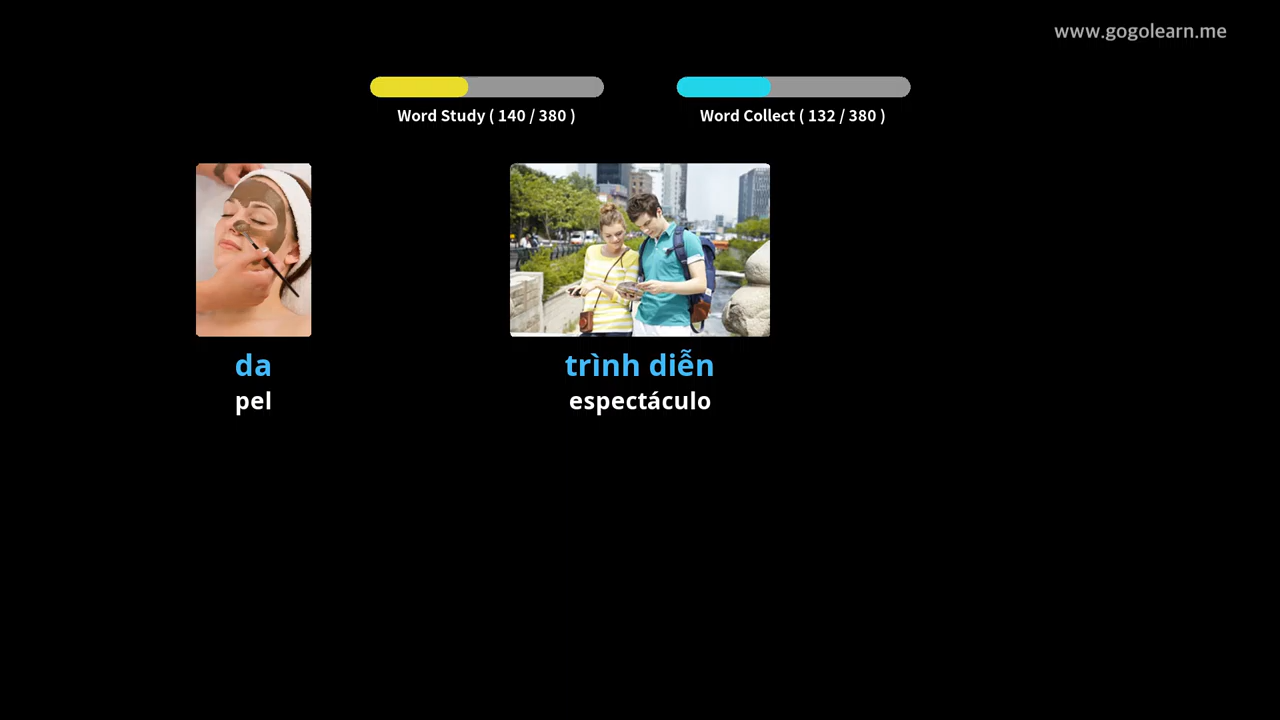 www.gogolearn.me
Word Study ( 140 / 380 )
Word Collect ( 132 / 380 )
da
pel
trình diễn
espectáculo